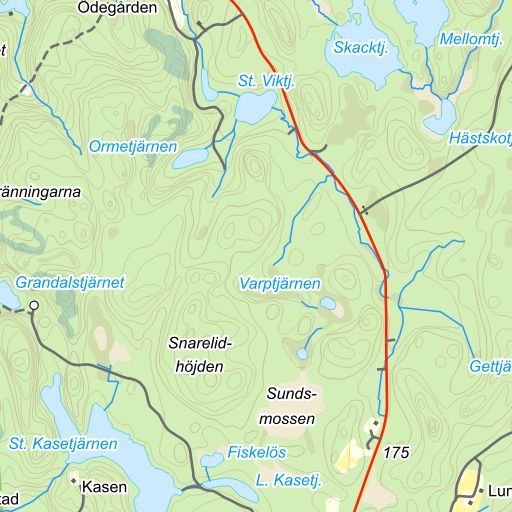 Ödegården
Skacktj.
Mellomtj.
St. Viktj.
Hästskotj
Ormetjärnen
ränningarna
Grandalstjärnet
Varptjärnen
Snarelid-
höjden
Gettjä
Sunds-
mossen
St. Kasetjärnen
Fiskelös
175
L. Kasetj.
Kasen
Lun
tad